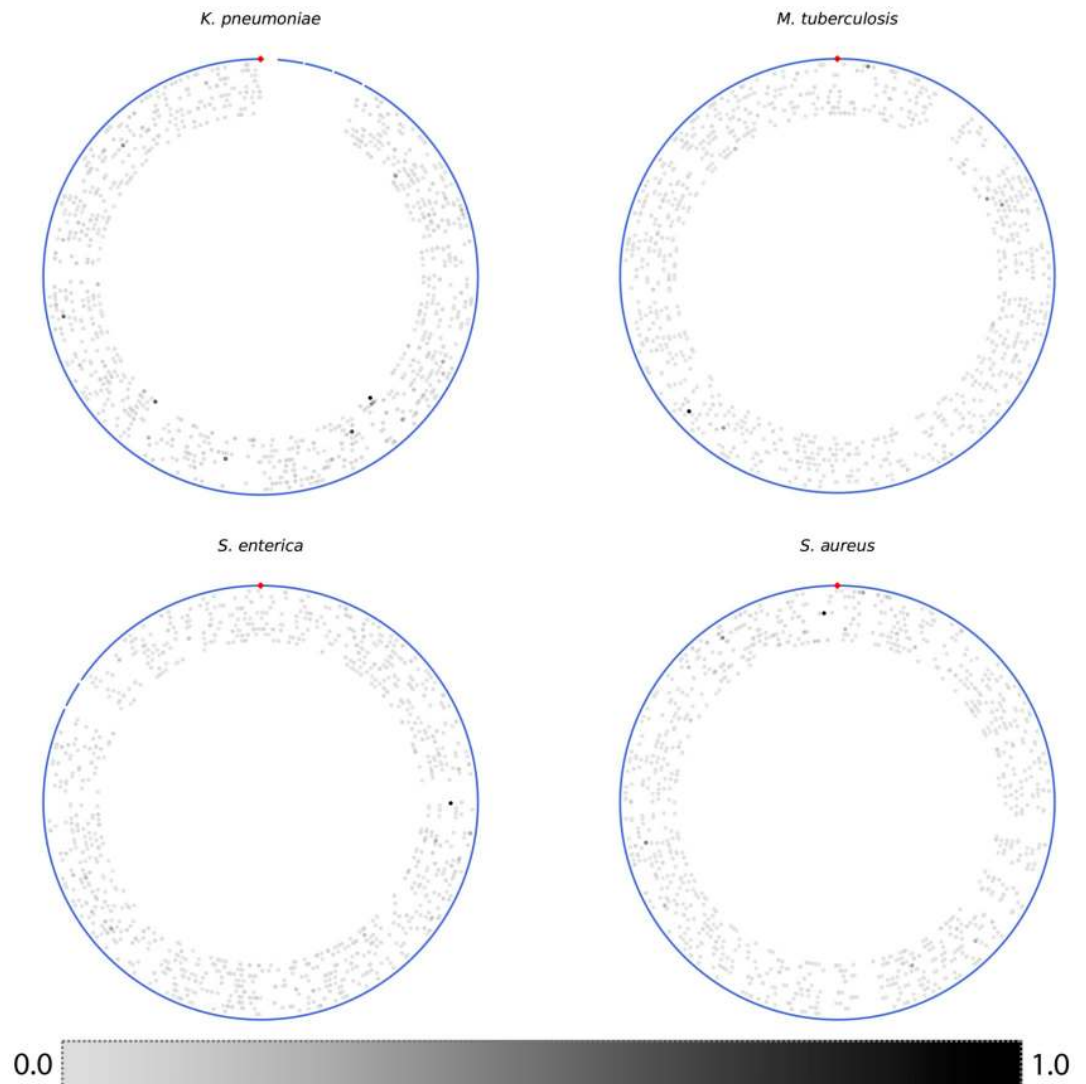 K. pneumoniae
M. tuberculosis
S. enterica
S. aureus
0.0
1.0